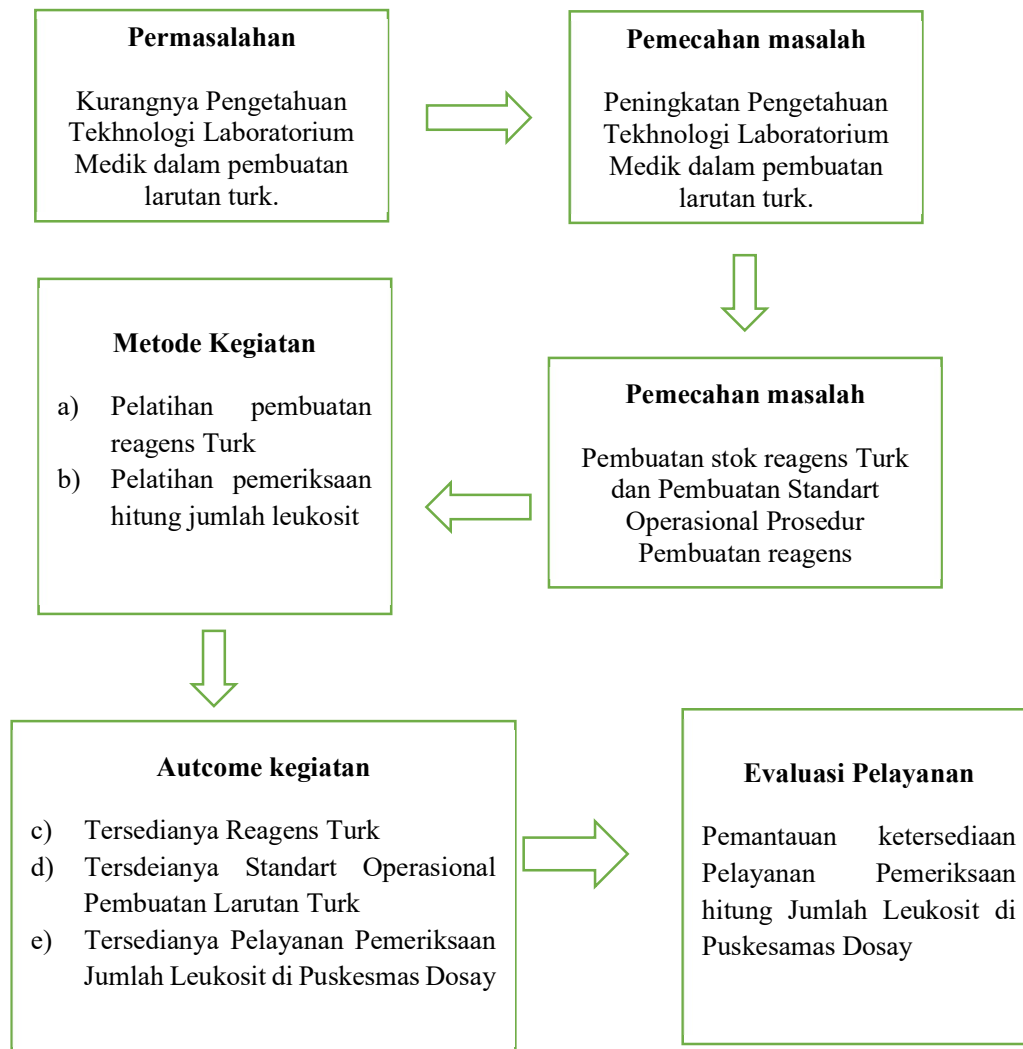 Permasalahan
Kurangnya Pengetahuan
Tekhnologi Laboratorium
Medik dalam pembuatan
larutan turk.
Pemecahan masalah
Peningkatan Pengetahuan
Tekhnologi Laboratorium
Medik dalam pembuatan
larutan turk.
Pemecahan masalah
Pembuatan stok reagens Turk
dan Pembuatan Standart
Operasional Prosedur
Pembuatan reagens
Metode Kegiatan
a) Pelatihan pembuatan
reagens Turk
b) Pelatihan pemeriksaan
hitung jumlah leukosit
Autcome kegiatan
c) Tersedianya Reagens Turk
d) Tersdeianya Standart Operasional
Pembuatan Larutan Turk
e) Tersedianya Pelayanan Pemeriksaan
Jumlah Leukosit di Puskesmas Dosay
Evaluasi Pelayanan
Pemantauan ketersediaan
Pelayanan Pemeriksaan
hitung Jumlah Leukosit di
Puskesamas Dosay